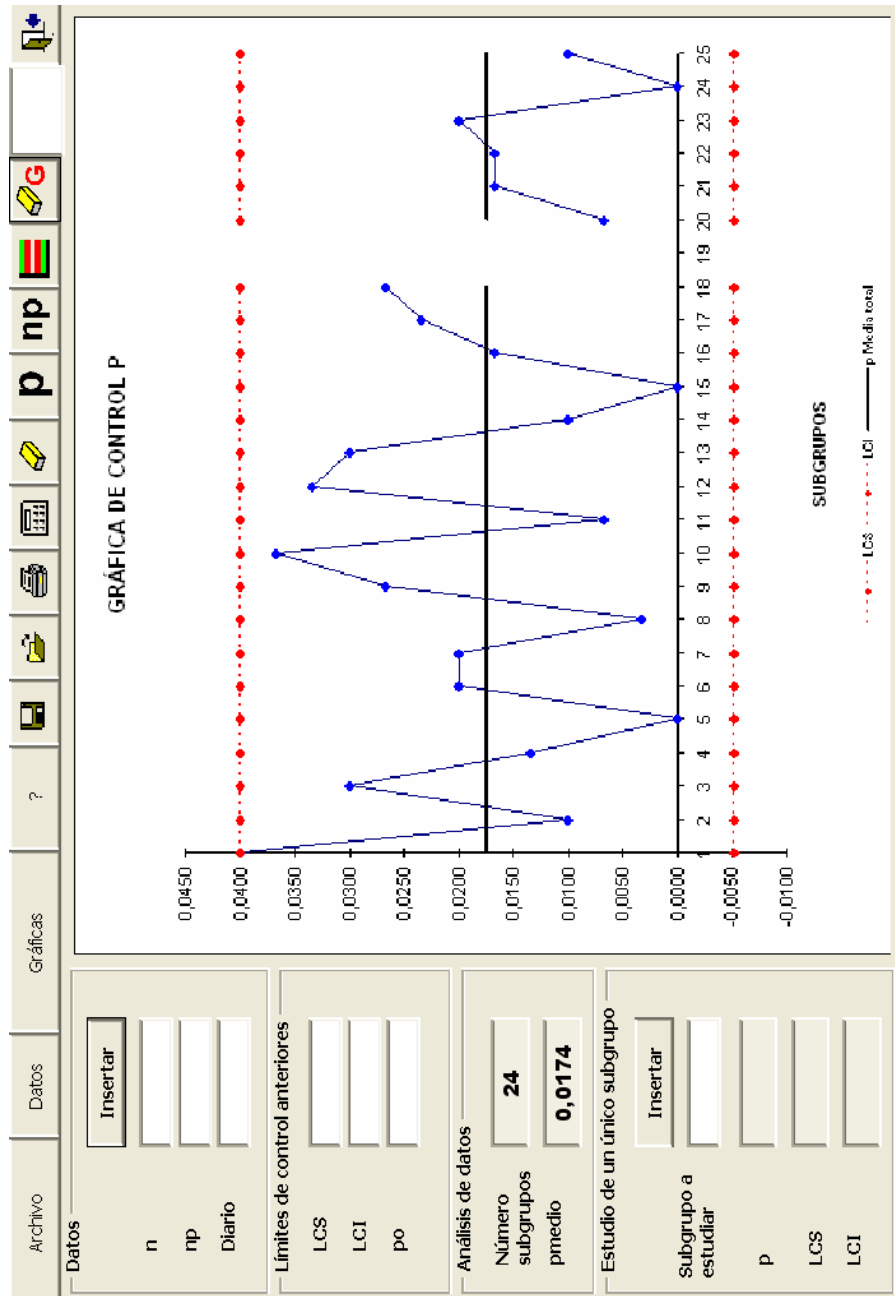 Archivo Datos Gráficas ? p np G
Datos
Insertar
n
np
Diario
Límites de control anteriores
LCS
LCI
po
Análisis de datos
Número subgrupos 24
pmedio 0,0174
Estudio de un único subgrupo
Insertar
Subgrupo a estudiar
p
LCS
LCI
GRÁFICA DE CONTROL P
0,0450
0,0400
0,0350
0,0300
0,0250
0,0200
0,0150
0,0100
0,0050
0,0000
-0,0050
-0,0100
1 2 3 4 5 6 7 8 9 10 11 12 13 14 15 16 17 18 19 20 21 22 23 24 25
SUBGRUPOS
LCS LCI p Media total